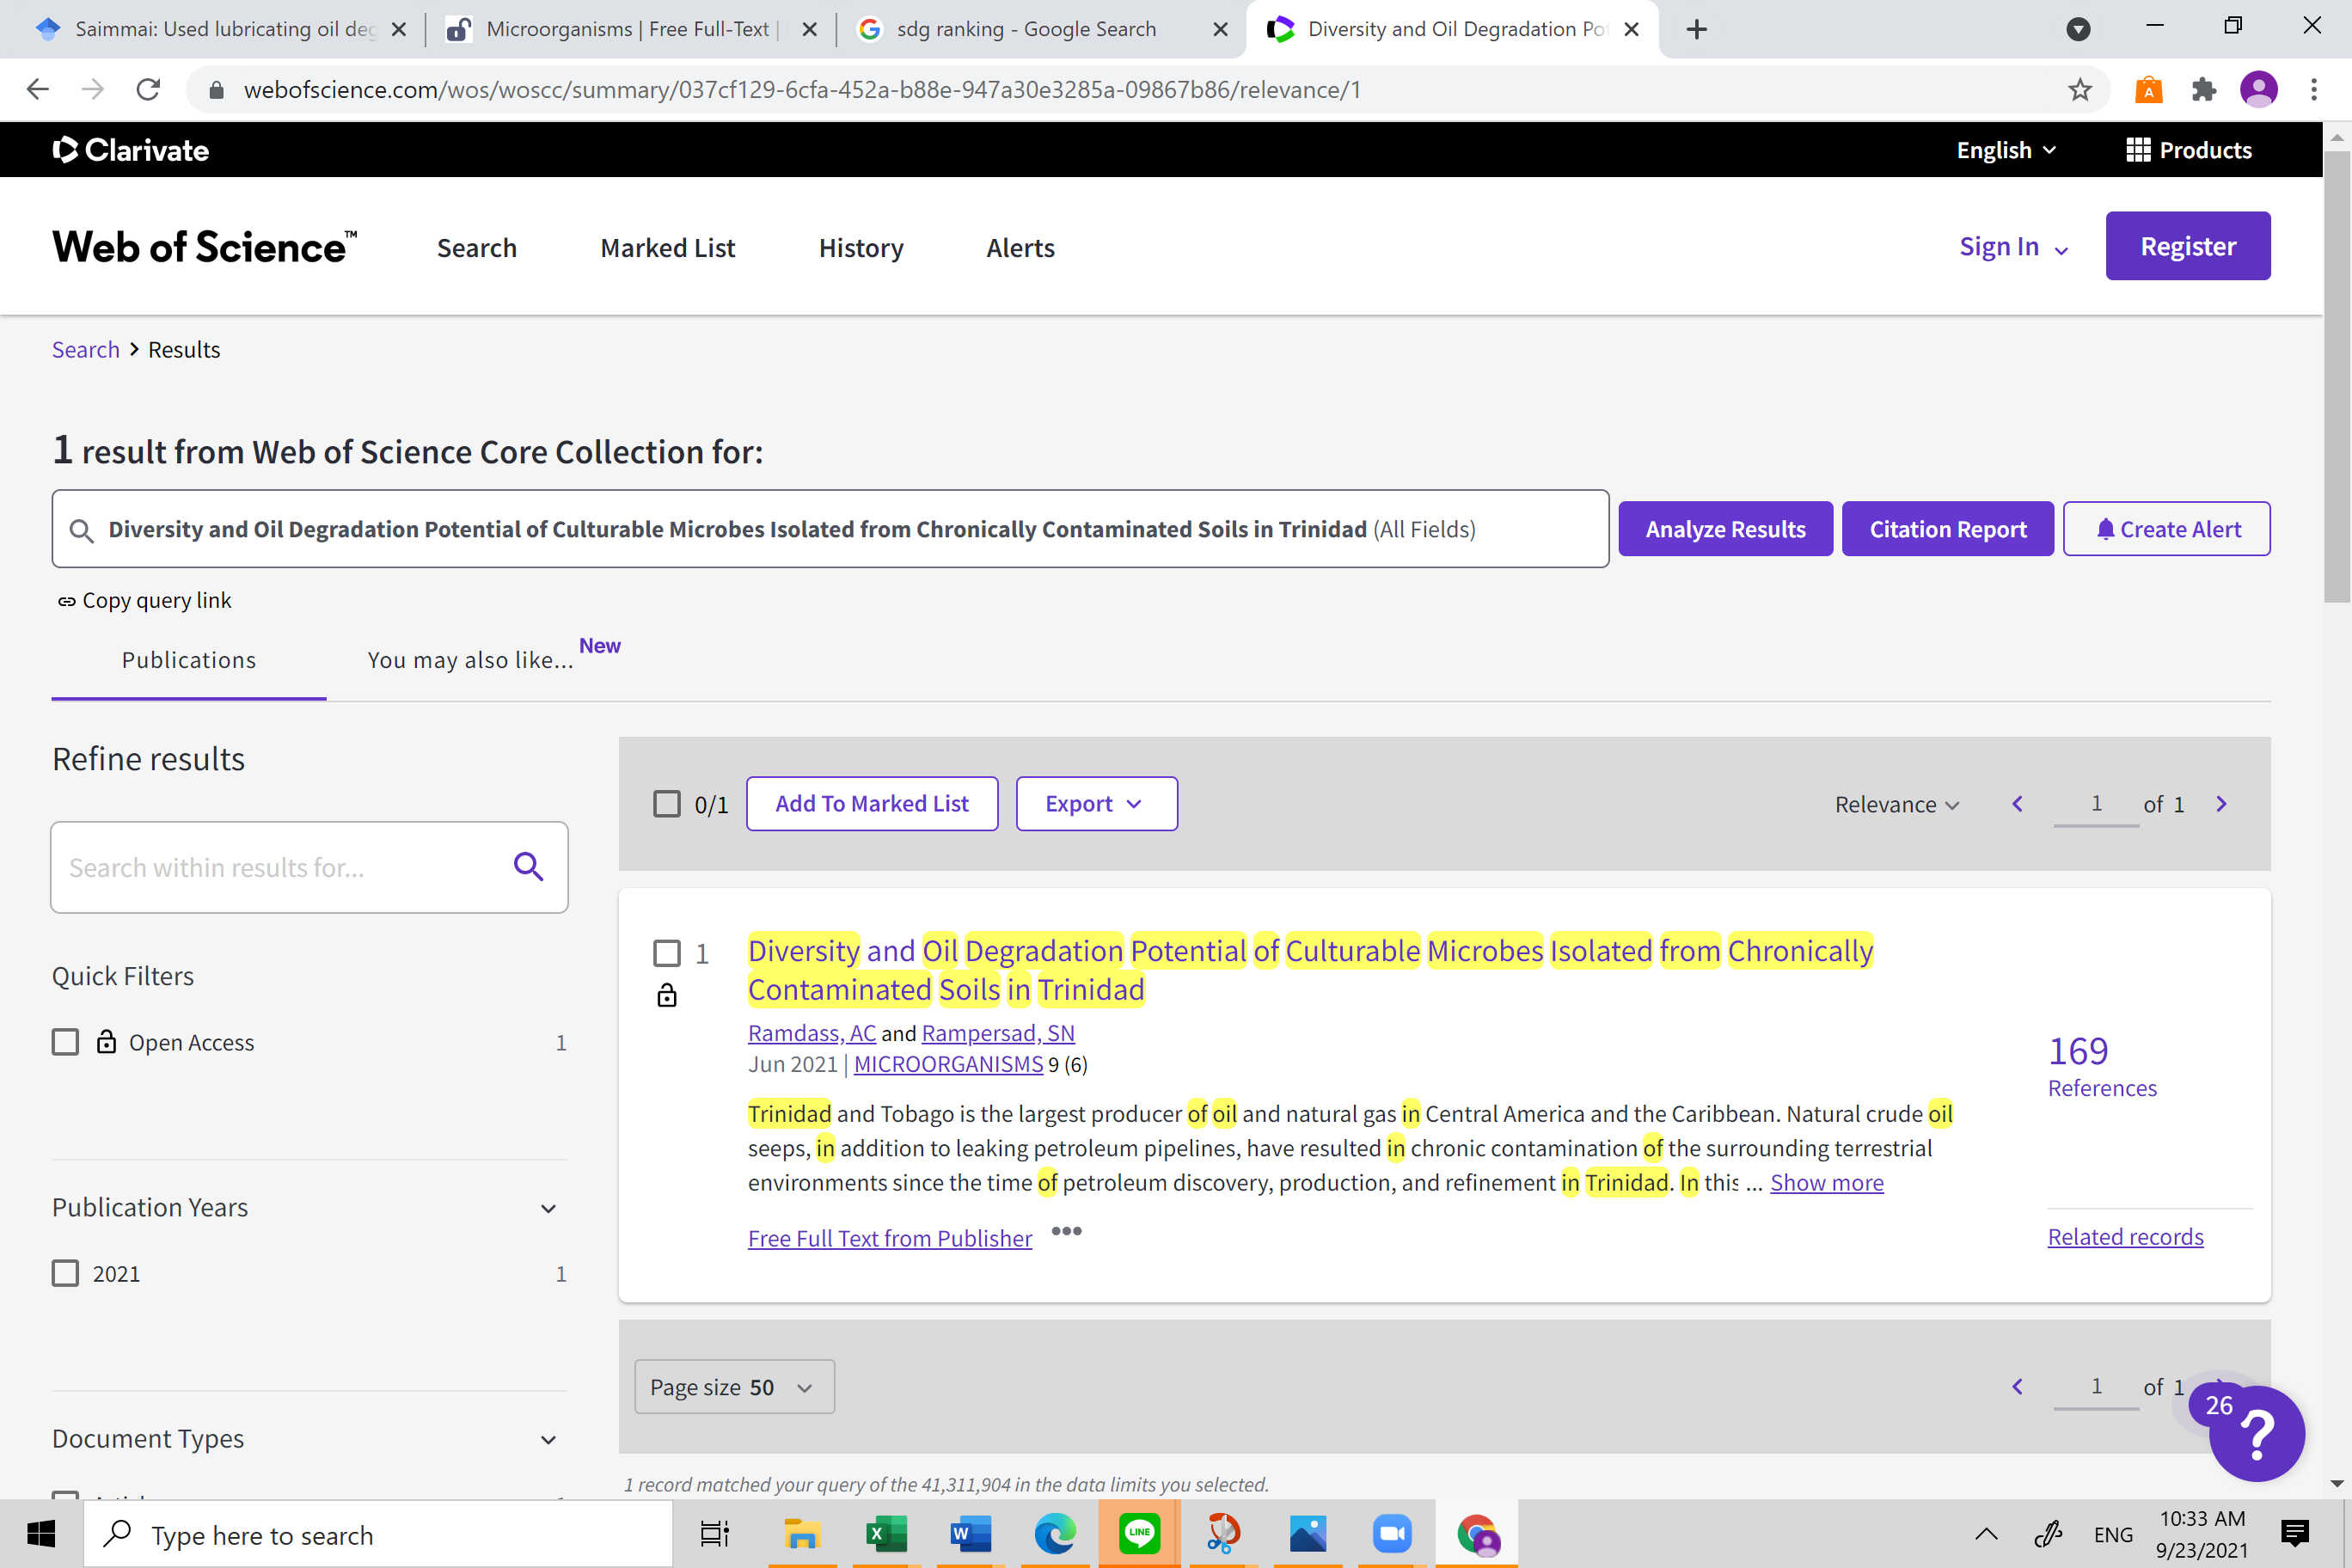 Saimmai: Used lubricating oil deg
Microorganisms | Free Full-Text |
sdg ranking - Google Search
Diversity and Oil Degradation Po
webofscience.com/wos/woscc/summary/037cf129-6cfa-452a-b88e-947a30e3285a-09867b86/relevance/1
Clarivate
English
Products
Web of Science™
Search
Marked List
History
Alerts
Sign In
Register
Search > Results
1 result from Web of Science Core Collection for:
Diversity and Oil Degradation Potential of Culturable Microbes Isolated from Chronically Contaminated Soils in Trinidad (All Fields)
Analyze Results
Citation Report
Create Alert
Copy query link
Publications
You may also like...
New
Refine results
Search within results for...
Quick Filters
Open Access 1
Publication Years
2021 1
Document Types
0/1
Add To Marked List
Export
Relevance
1 of 1
1
Diversity and Oil Degradation Potential of Culturable Microbes Isolated from Chronically
Contaminated Soils in Trinidad
Ramdass, AC and Rampersad, SN
Jun 2021 | MICROORGANISMS 9 (6)
Trinidad and Tobago is the largest producer of oil and natural gas in Central America and the Caribbean. Natural crude oil
seeps, in addition to leaking petroleum pipelines, have resulted in chronic contamination of the surrounding terrestrial
environments since the time of petroleum discovery, production, and refinement in Trinidad. In this ... Show more
Free Full Text from Publisher
169
References
Related records
Page size 50
1 of 1
26
?
1 record matched your query of the 41,311,904 in the data limits you selected.
Type here to search
LINE
ENG
10:33 AM
9/23/2021